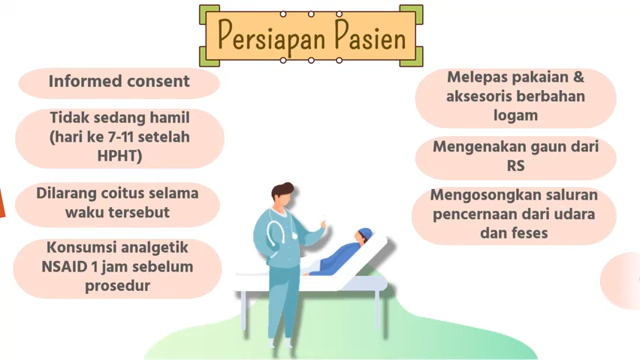 Persiapan Pasien
Informed consent
Tidak sedang hamil
(hari ke 7-11 setelah
HPHT)
Dilarang coitus selama
waku tersebut
Konsumsi analgetik
NSAID 1 jam sebelum
prosedur
Melepas pakaian &
aksesoris berbahan
logam
Mengenakan gaun dari
RS
Mengosongkan saluran
pencernaan dari udara
dan feses